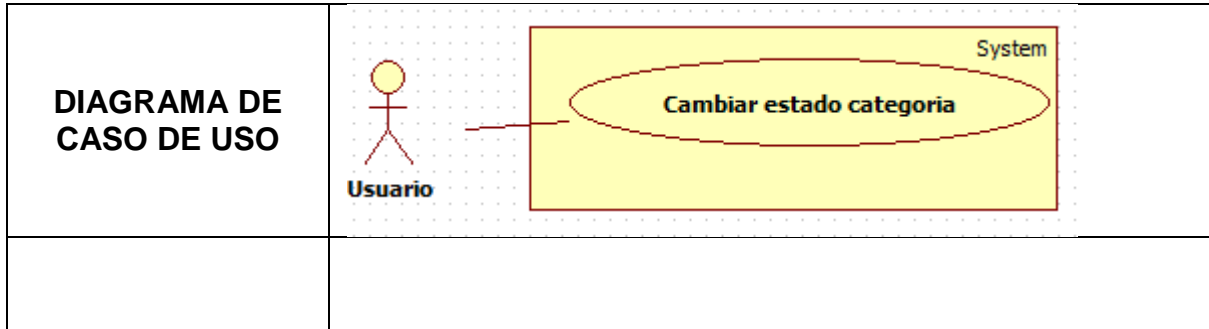 DIAGRAMA DE
CASO DE USO
System
Cambiar estado categoria
Usuario